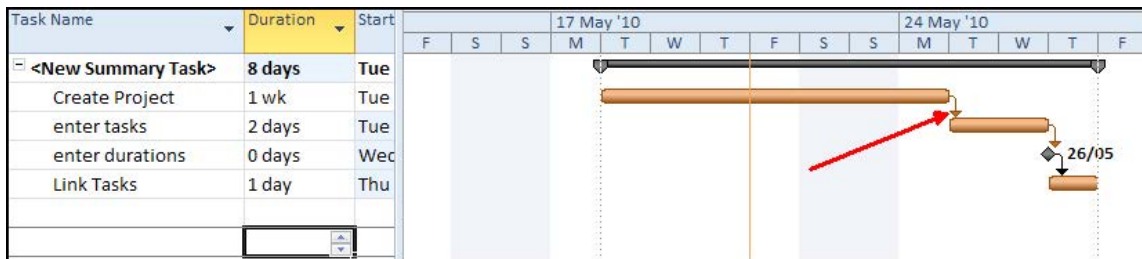 Task Name Duration Start 17 May '10 24 May '10
F S S M T W T F S S M T W T F
<New Summary Task> 8 days Tue
Create Project 1 wk Tue
enter tasks 2 days Tue
enter durations 0 days Wed 26/05
Link Tasks 1 day Thu